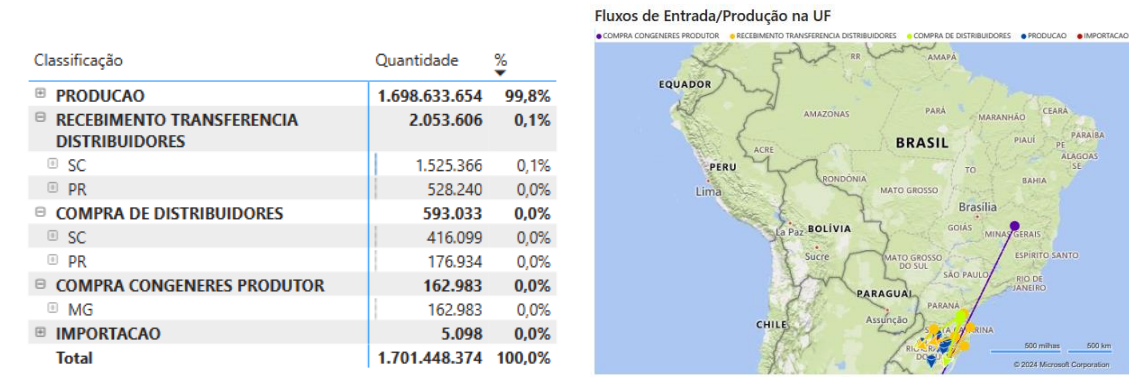 Classificação Quantidade %
PRODUCAO 1.698.633.654 99,8%
RECEBIMENTO TRANSFERENCIA DISTRIBUIDORES 2.053.606 0,1%
SC 1.525.366 0,1%
PR 528.240 0,0%
COMPRA DE DISTRIBUIDORES 593.033 0,0%
SC 416.099 0,0%
PR 176.934 0,0%
COMPRA CONGENERES PRODUTOR 162.983 0,0%
MG 162.983 0,0%
IMPORTACAO 5.098 0,0%
Total 1.701.448.374 100,0%
Fluxos de Entrada/Produção na UF
COMPRA CONGENERES PRODUTOR RECEBIMENTO TRANSFERENCIA DISTRIBUIDORES COMPRA DE DISTRIBUIDORES PRODUCAO IMPORTACAO
RR
AMAPÁ
EQUADOR
AMAZONAS
PARÁ
MARANHÃO
CEARÁ
BRASIL
PARAÍBA
PIAUÍ
PE
ACRE
ALAGOAS
SE
PERU
TO
RONDÔNIA
BAHIA
Lima
MATO GROSSO
Brasília
La Paz
BOLÍVIA
GOIÁS
MINAS GERAIS
Sucre
ESPÍRITO SANTO
MATO GROSSO DO SUL
SÃO PAULO
RIO DE JANEIRO
PARAGUAI
PARANÁ
Assunção
CHILE
500 milhas 500 km
© 2024 Microsoft Corporation